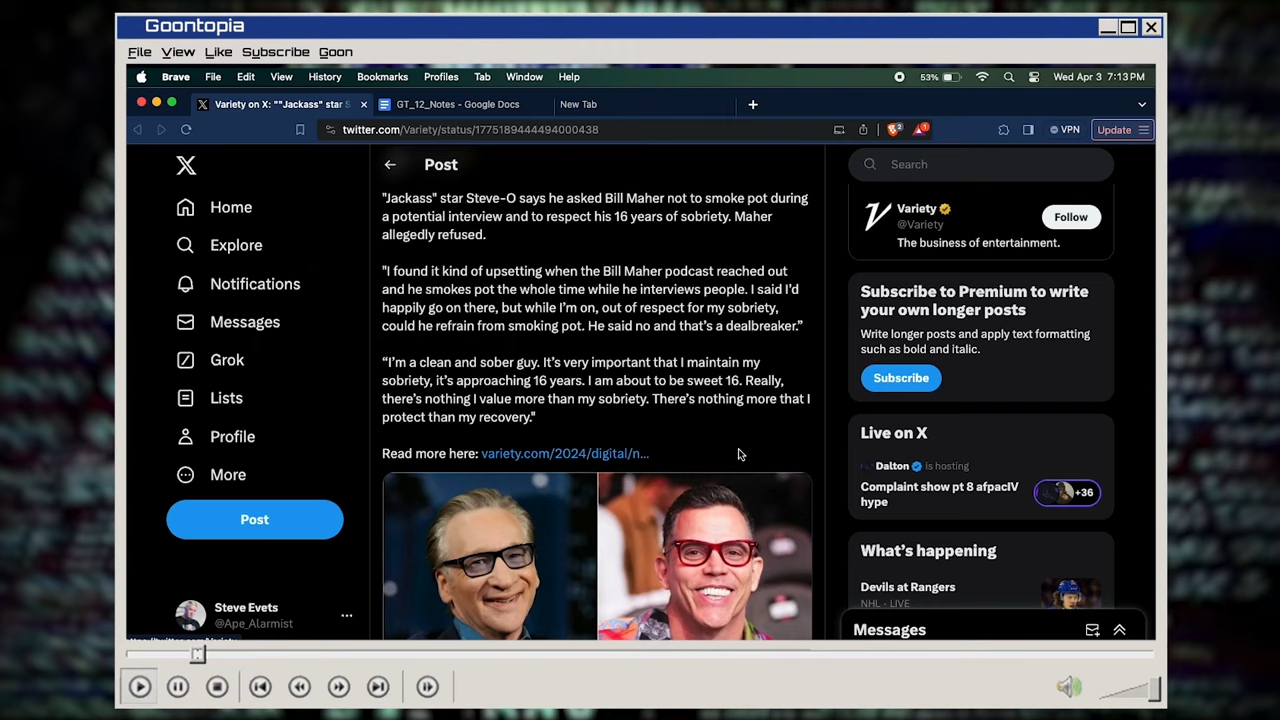 Goontopia
File View Like Subscribe Goon
Brave File Edit View History Bookmarks Profiles Tab Window Help
53% Wed Apr 3 7:13 PM
Variety on X: ""Jackass" star S
GT_12_Notes - Google Docs
New Tab
twitter.com/Variety/status/1775189444494000438
2
1
VPN
Update
X
Home
Explore
Notifications
Messages
Grok
Lists
Profile
More
Post
Steve Evets
@Ape_Alarmist
Post
"Jackass" star Steve-O says he asked Bill Maher not to smoke pot during
a potential interview and to respect his 16 years of sobriety. Maher
allegedly refused.
"I found it kind of upsetting when the Bill Maher podcast reached out
and he smokes pot the whole time while he interviews people. I said I'd
happily go on there, but while I'm on, out of respect for my sobriety,
could he refrain from smoking pot. He said no and that's a dealbreaker.”
“I'm a clean and sober guy. It's very important that I maintain my
sobriety, it's approaching 16 years. I am about to be sweet 16. Really,
there's nothing I value more than my sobriety. There's nothing more that I
protect than my recovery."
Read more here: variety.com/2024/digital/n...
Search
Variety
@Variety
Follow
The business of entertainment.
Subscribe to Premium to write
your own longer posts
Write longer posts and apply text formatting
such as bold and italic.
Subscribe
Live on X
Dalton is hosting
Complaint show pt 8 afpacIV
hype
+36
What's happening
Devils at Rangers
NHL · LIVE
Messages